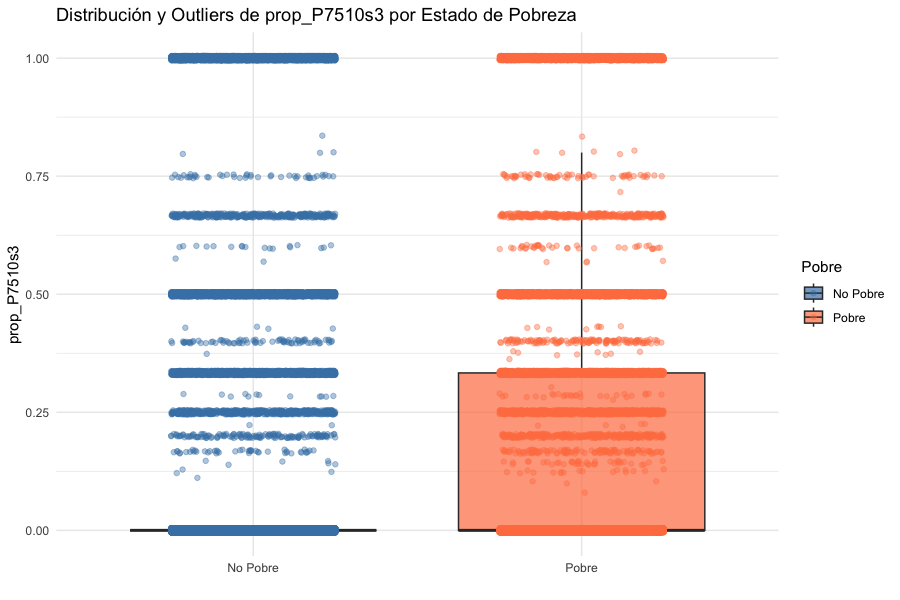 Distribución y Outliers de prop_P7510s3 por Estado de Pobreza
prop_P7510s3
1.00
0.75
0.50
0.25
0.00
No Pobre
Pobre
Pobre
No Pobre
Pobre